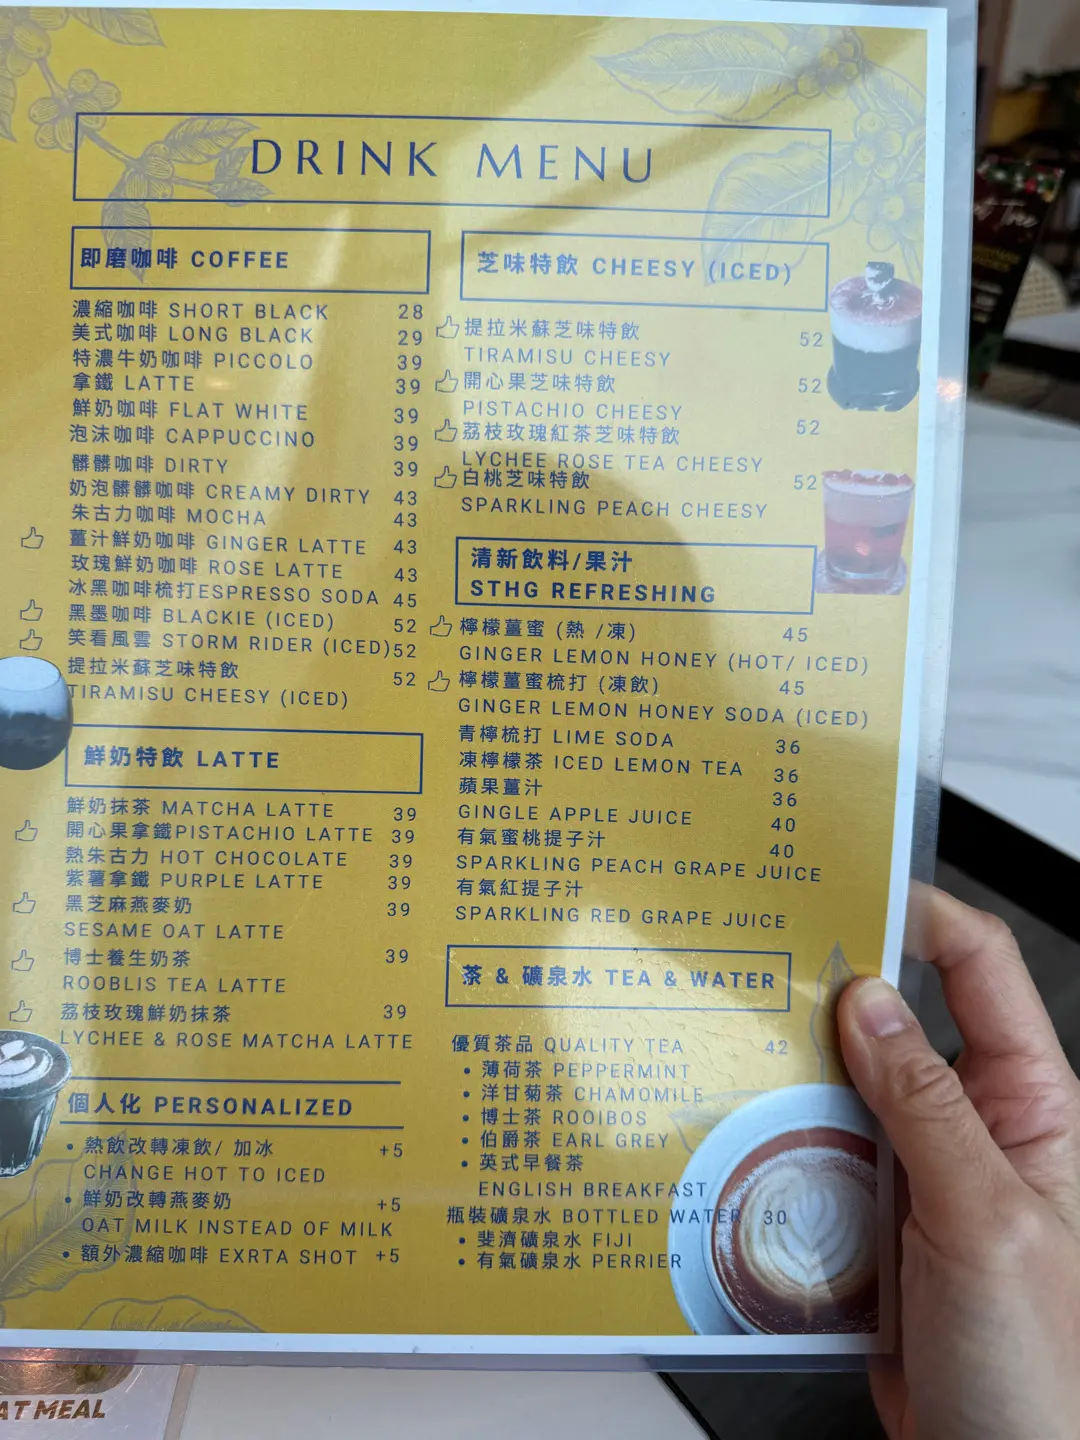 DRINK MENU
即磨咖啡 COFFEE
濃縮咖啡 SHORT BLACK 28
美式咖啡 LONG BLACK 29
特濃牛奶咖啡 PICCOLO 39
拿鐵 LATTE 39
鮮奶咖啡 FLAT WHITE 39
泡沫咖啡 CAPPUCCINO 39
髒髒咖啡 DIRTY 39
奶泡髒髒咖啡 CREAMY DIRTY 43
朱古力咖啡 MOCHA 43
薑汁鮮奶咖啡 GINGER LATTE 43
玫瑰鮮奶咖啡 ROSE LATTE 43
冰黑咖啡梳打ESPRESSO SODA 45
黑墨咖啡 BLACKIE (ICED) 52
笑看風雲 STORM RIDER (ICED)52
提拉米蘇芝味特飲 52
TIRAMISU CHEESY (ICED)
鮮奶特飲 LATTE
鮮奶抹茶 MATCHA LATTE 39
開心果拿鐵PISTACHIO LATTE 39
熱朱古力 HOT CHOCOLATE 39
紫薯拿鐵 PURPLE LATTE 39
黑芝麻燕麥奶 39
SESAME OAT LATTE
博士養生奶茶 39
ROOBLIS TEA LATTE
荔枝玫瑰鮮奶抹茶 39
LYCHEE & ROSE MATCHA LATTE
個人化 PERSONALIZED
• 熱飲改轉凍飲/ 加冰 +5
CHANGE HOT TO ICED
• 鮮奶改轉燕麥奶 +5
OAT MILK INSTEAD OF MILK
• 額外濃縮咖啡 EXRTA SHOT +5
芝味特飲 CHEESY (ICED)
提拉米蘇芝味特飲 52
TIRAMISU CHEESY
開心果芝味特飲 52
PISTACHIO CHEESY
荔枝玫瑰紅茶芝味特飲 52
LYCHEE ROSE TEA CHEESY
白桃芝味特飲 52
SPARKLING PEACH CHEESY
清新飲料/果汁
STHG REFRESHING
檸檬薑蜜 (熱 /凍) 45
GINGER LEMON HONEY (HOT/ ICED)
檸檬薑蜜梳打 (凍飲) 45
GINGER LEMON HONEY SODA (ICED)
青檸梳打 LIME SODA 36
凍檸檬茶 ICED LEMON TEA 36
蘋果薑汁 36
GINGLE APPLE JUICE 40
有氣蜜桃提子汁 40
SPARKLING PEACH GRAPE JUICE
有氣紅提子汁
SPARKLING RED GRAPE JUICE
茶 & 礦泉水 TEA & WATER
優質茶品 QUALITY TEA 42
• 薄荷茶 PEPPERMINT
• 洋甘菊茶 CHAMOMILE
• 博士茶 ROOIBOS
• 伯爵茶 EARL GREY
• 英式早餐茶
ENGLISH BREAKFAST
瓶裝礦泉水 BOTTLED WATER 30
• 斐濟礦泉水 FIJI
• 有氣礦泉水 PERRIER
AT MEAL